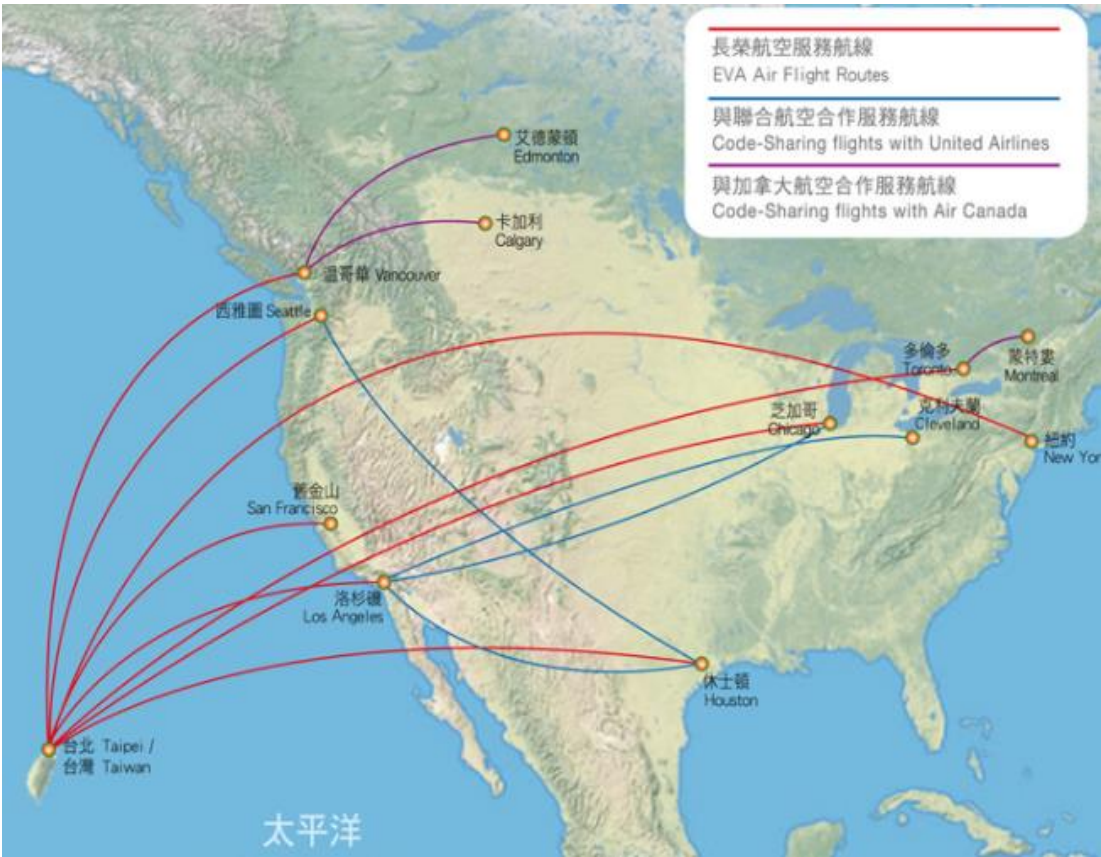 長榮航空服務航線
EVA Air Flight Routes
與聯合航空合作服務航線
Code-Sharing flights with United Airlines
與加拿大航空合作服務航線
Code-Sharing flights with Air Canada
艾德蒙頓
Edmonton
卡加利
Calgary
溫哥華 Vancouver
西雅圖 Seattle
多倫多
Toronto
蒙特婁
Montreal
芝加哥
Chicago
克利夫蘭
Cleveland
紐約
New Yor
舊金山
San Francisco
洛杉磯
Los Angeles
休士頓
Houston
台北 Taipei /
台灣 Taiwan
太平洋